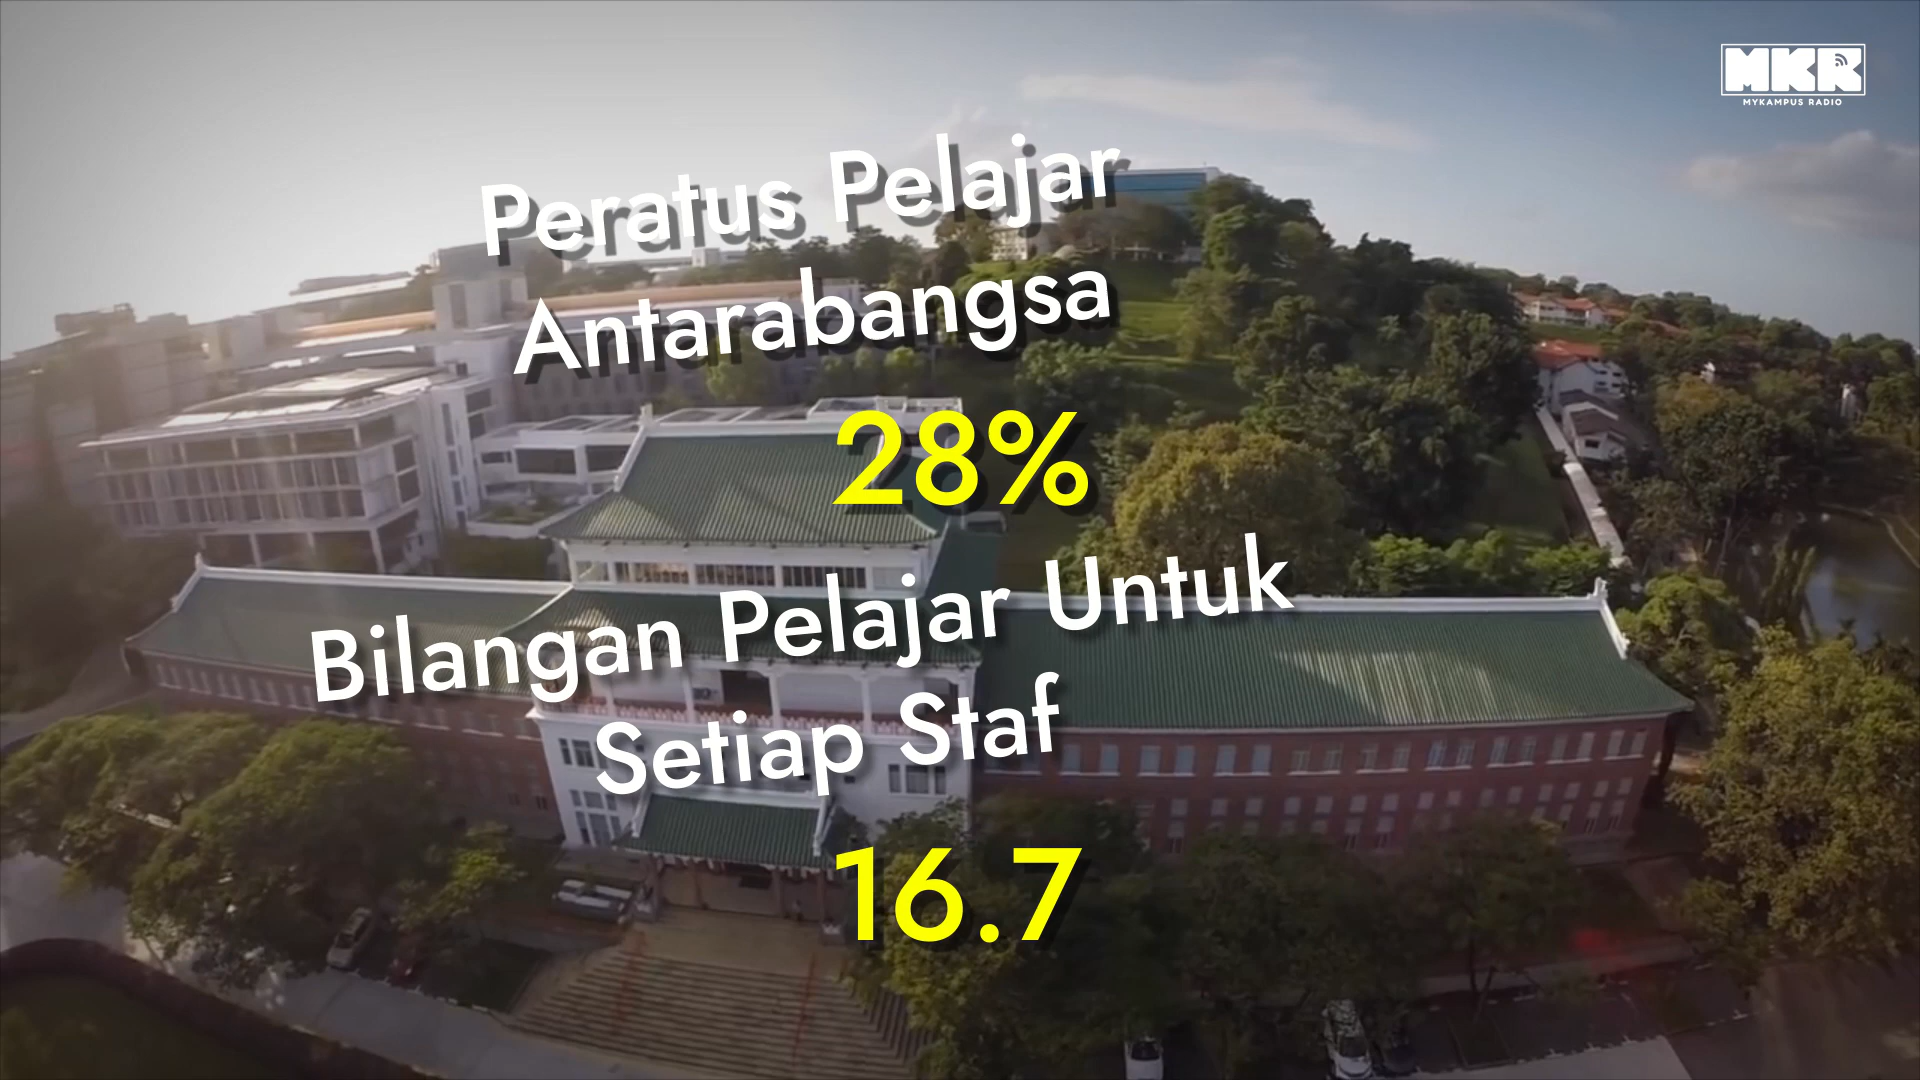 MKR
MYKAMPUS RADIO
Peratus Pelajar
Antarabangsa
28%
Bilangan Pelajar Untuk
Setiap Staf
16.7